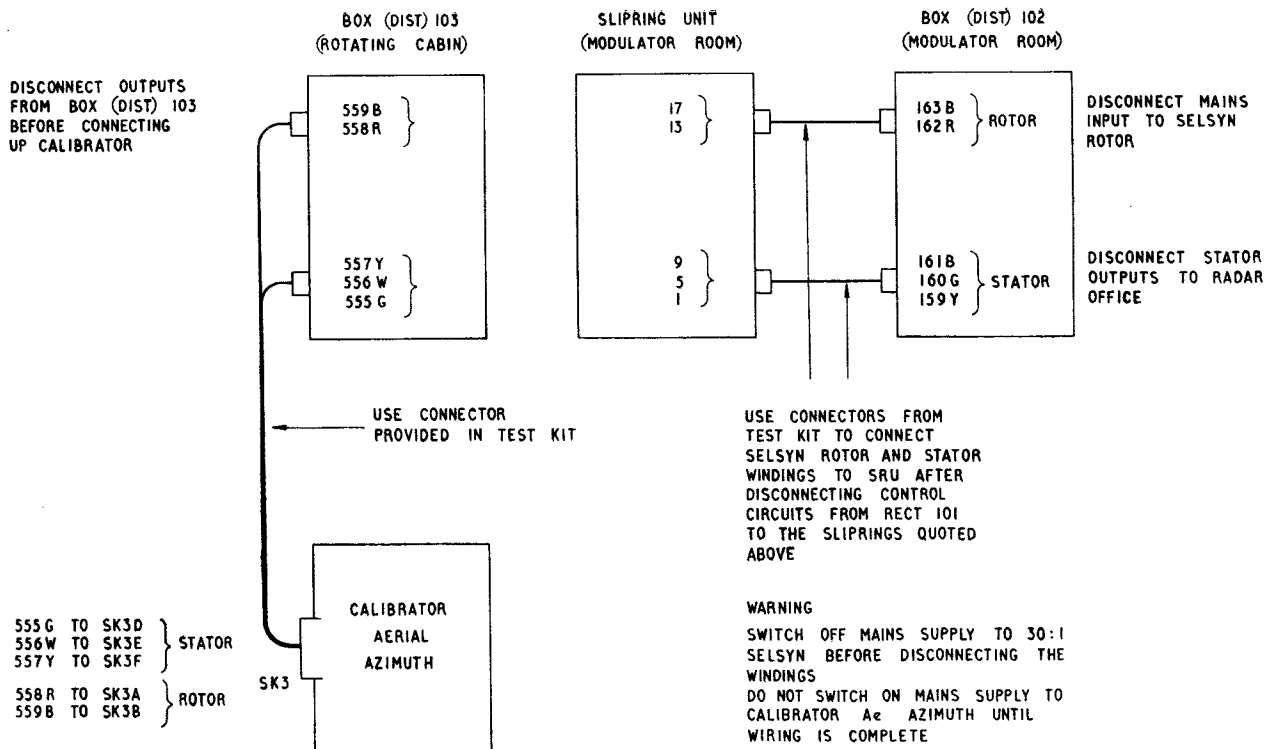 BOX (DIST) 103
(ROTATING CABIN)
SLIPRING UNIT
(MODULATOR ROOM)
BOX (DIST) 102
(MODULATOR ROOM)
DISCONNECT OUTPUTS
FROM BOX (DIST) 103
BEFORE CONNECTING
UP CALIBRATOR
559B
558R
17
13
163B
162R
ROTOR
DISCONNECT MAINS
INPUT TO SELSYN
ROTOR
557Y
556W
555G
9
5
1
161B
160G
159Y
STATOR
DISCONNECT STATOR
OUTPUTS TO RADAR
OFFICE
USE CONNECTOR
PROVIDED IN TEST KIT
USE CONNECTORS FROM
TEST KIT TO CONNECT
SELSYN ROTOR AND STATOR
WINDINGS TO SRU AFTER
DISCONNECTING CONTROL
CIRCUITS FROM RECT 101
TO THE SLIPRINGS QUOTED
ABOVE
CALIBRATOR
AERIAL
AZIMUTH
SK3
555G TO SK3D
556W TO SK3E
557Y TO SK3F
STATOR
558R TO SK3A
559B TO SK3B
ROTOR
WARNING
SWITCH OFF MAINS SUPPLY TO 30:1
SELSYN BEFORE DISCONNECTING THE
WINDINGS
DO NOT SWITCH ON MAINS SUPPLY TO
CALIBRATOR Ae AZIMUTH UNTIL
WIRING IS COMPLETE